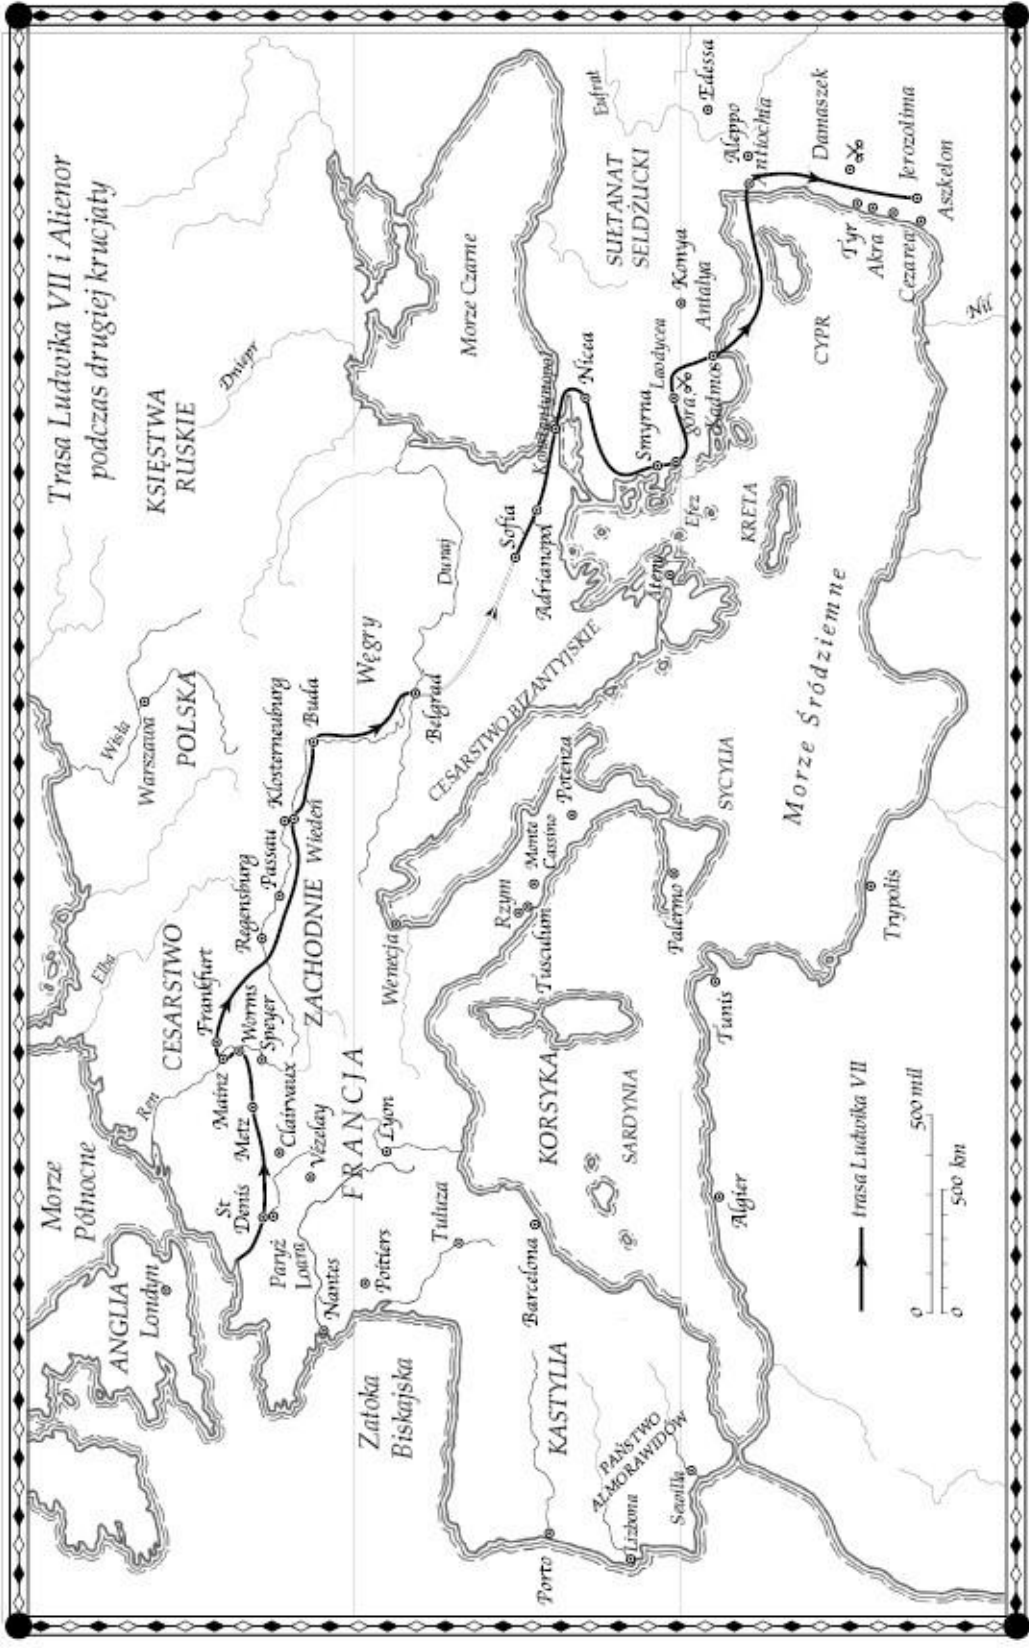 Trasa Ludwika VII i Alienor
podczas drugiej krucjaty
Morze
Północne
ANGLIA
Londyn
Ren
Elba
Wisła
Warszawa
POLSKA
KSIĘSTWA
RUSKIE
Dniepr
CESARSTWO
ZACHODNIE
St
Denis
Paryż
Loara
Nantes
Poitiers
Metz
Mainz
Frankfurt
Worms
Speyer
Clairvaux
Vézelay
FRANCJA
Lyon
Tuluza
Regensburg
Passau
Klosterneuburg
Wiedeń
Buda
Węgry
Belgrad
Dunaj
Zatoka
Biskajska
Wenecja
CESARSTWO BIZANTYJSKIE
Morze Czarne
Sofia
Adrianopol
Konstantynopol
Nicea
Smyrna
Laodycea
góra
Kadmos
Efez
Ateny
KRETA
SUŁTANAT
SELDŻUCKI
Eufrat
Edessa
Konya
Antalya
Aleppo
Antiochia
Damaszek
CYPR
Tyr
Akra
Cezarea
Jerozolima
Aszkelon
Nil
Rzym
Tusculum
Monte
Cassino
Potenza
Palermo
SYCYLIA
Morze Śródziemne
KORSYKA
SARDYNIA
Barcelona
KASTYLIA
PAŃSTWO
ALMORAWIDÓW
Porto
Lizbona
Sewilla
Algier
Tunis
Trypolis
trasa Ludwika VII
0 500 mil
0 500 km